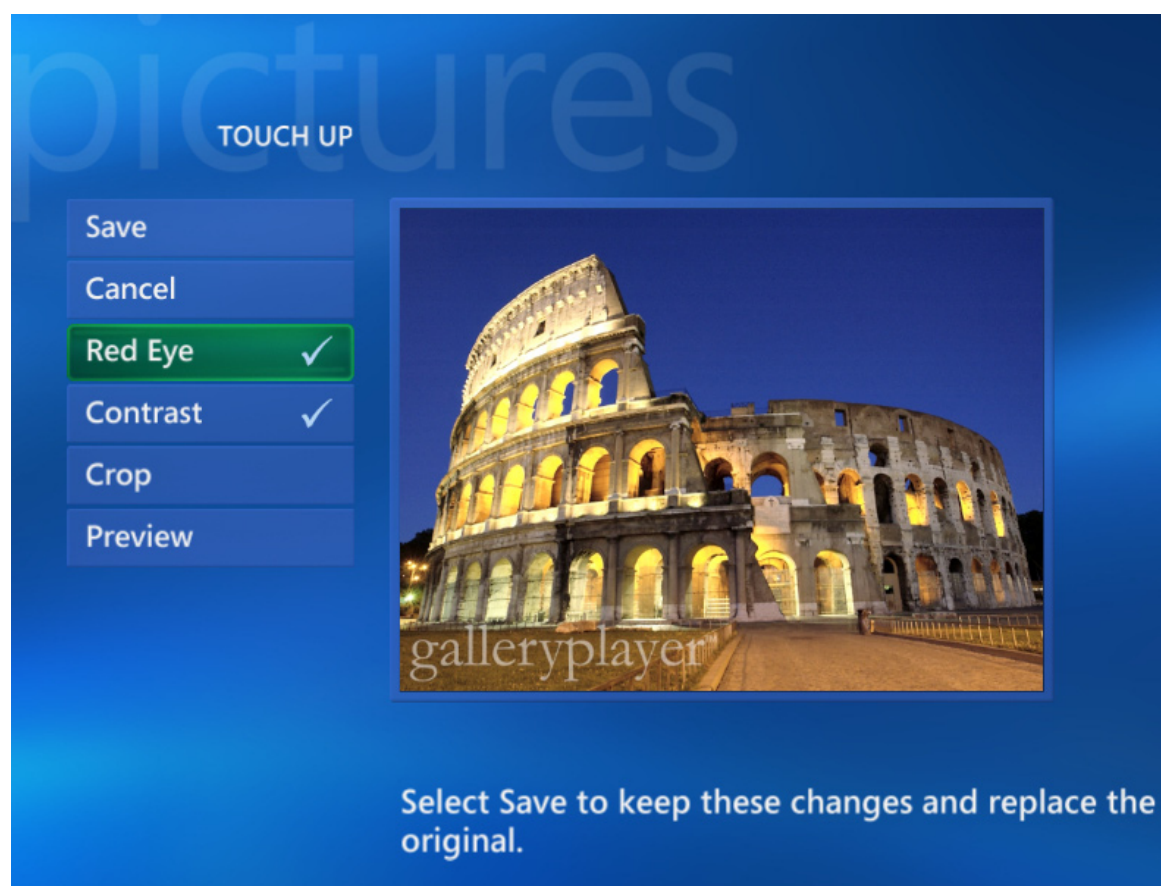 pictures
TOUCH UP
Save
Cancel
Red Eye ✓
Contrast ✓
Crop
Preview
galleryplayer™
Select Save to keep these changes and replace the
original.